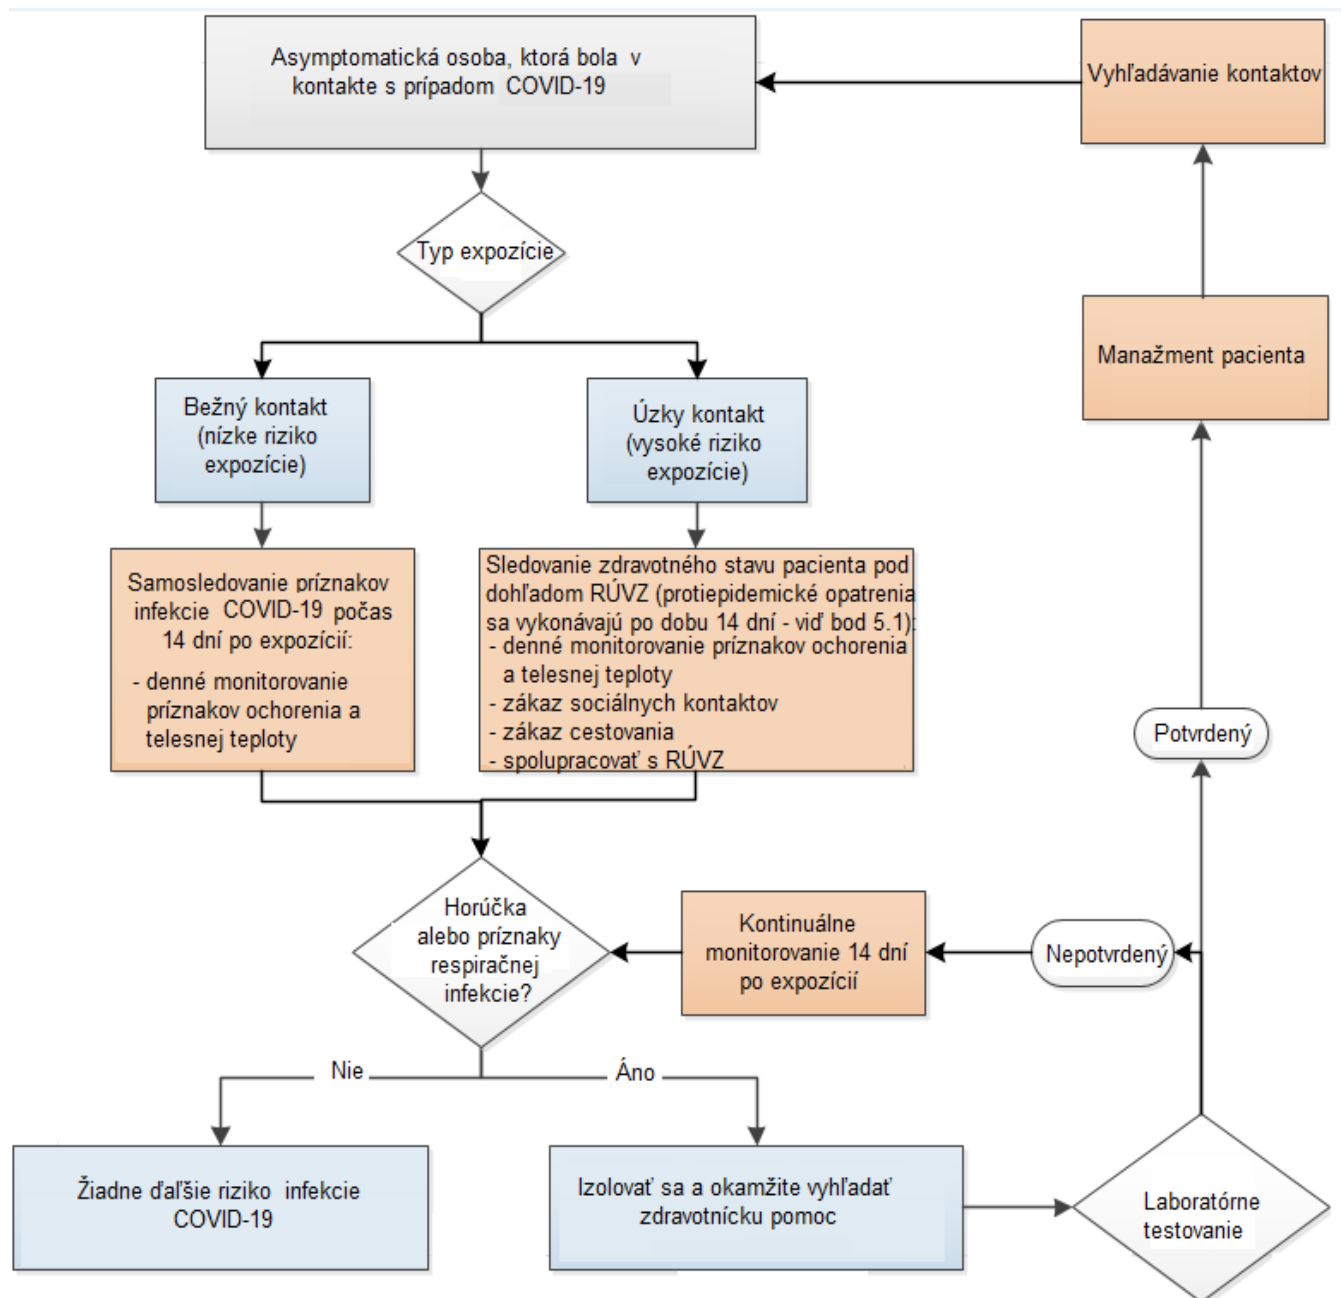 Asymptomatická osoba, ktorá bola v
kontakte s prípadom COVID-19
Vyhľadávanie kontaktov
Typ expozície
Manažment pacienta
Bežný kontakt
(nízke riziko
expozície)
Úzky kontakt
(vysoké riziko
expozície)
Samosledovanie príznakov
infekcie COVID-19 počas
14 dní po expozícií:
- denné monitorovanie
príznakov ochorenia a
telesnej teploty
Sledovanie zdravotného stavu pacienta pod
dohľadom RÚVZ (protiepidemické opatrenia
sa vykonávajú po dobu 14 dní - viď bod 5.1):
- denné monitorovanie príznakov ochorenia
a telesnej teploty
- zákaz sociálnych kontaktov
- zákaz cestovania
- spolupracovať s RÚVZ
Potvrdený
Horúčka
alebo príznaky
respiračnej
infekcie?
Kontinuálne
monitorovanie 14 dní
po expozícií
Nepotvrdený
Nie
Áno
Žiadne ďaľšie riziko infekcie
COVID-19
Izolovať sa a okamžite vyhľadať
zdravotnícku pomoc
Laboratórne
testovanie